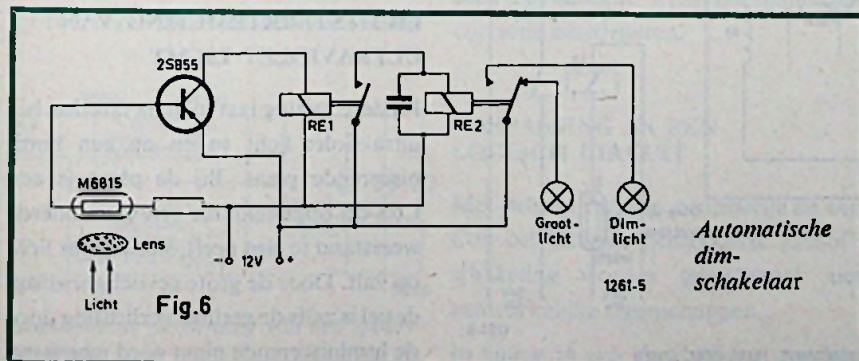 2SB55
RE1
RE2
M6815
Lens
Licht
- 12V +
Groot-
licht
Dim-
licht
Automatische
dim-
schakelaar
1261-5
Fig.6